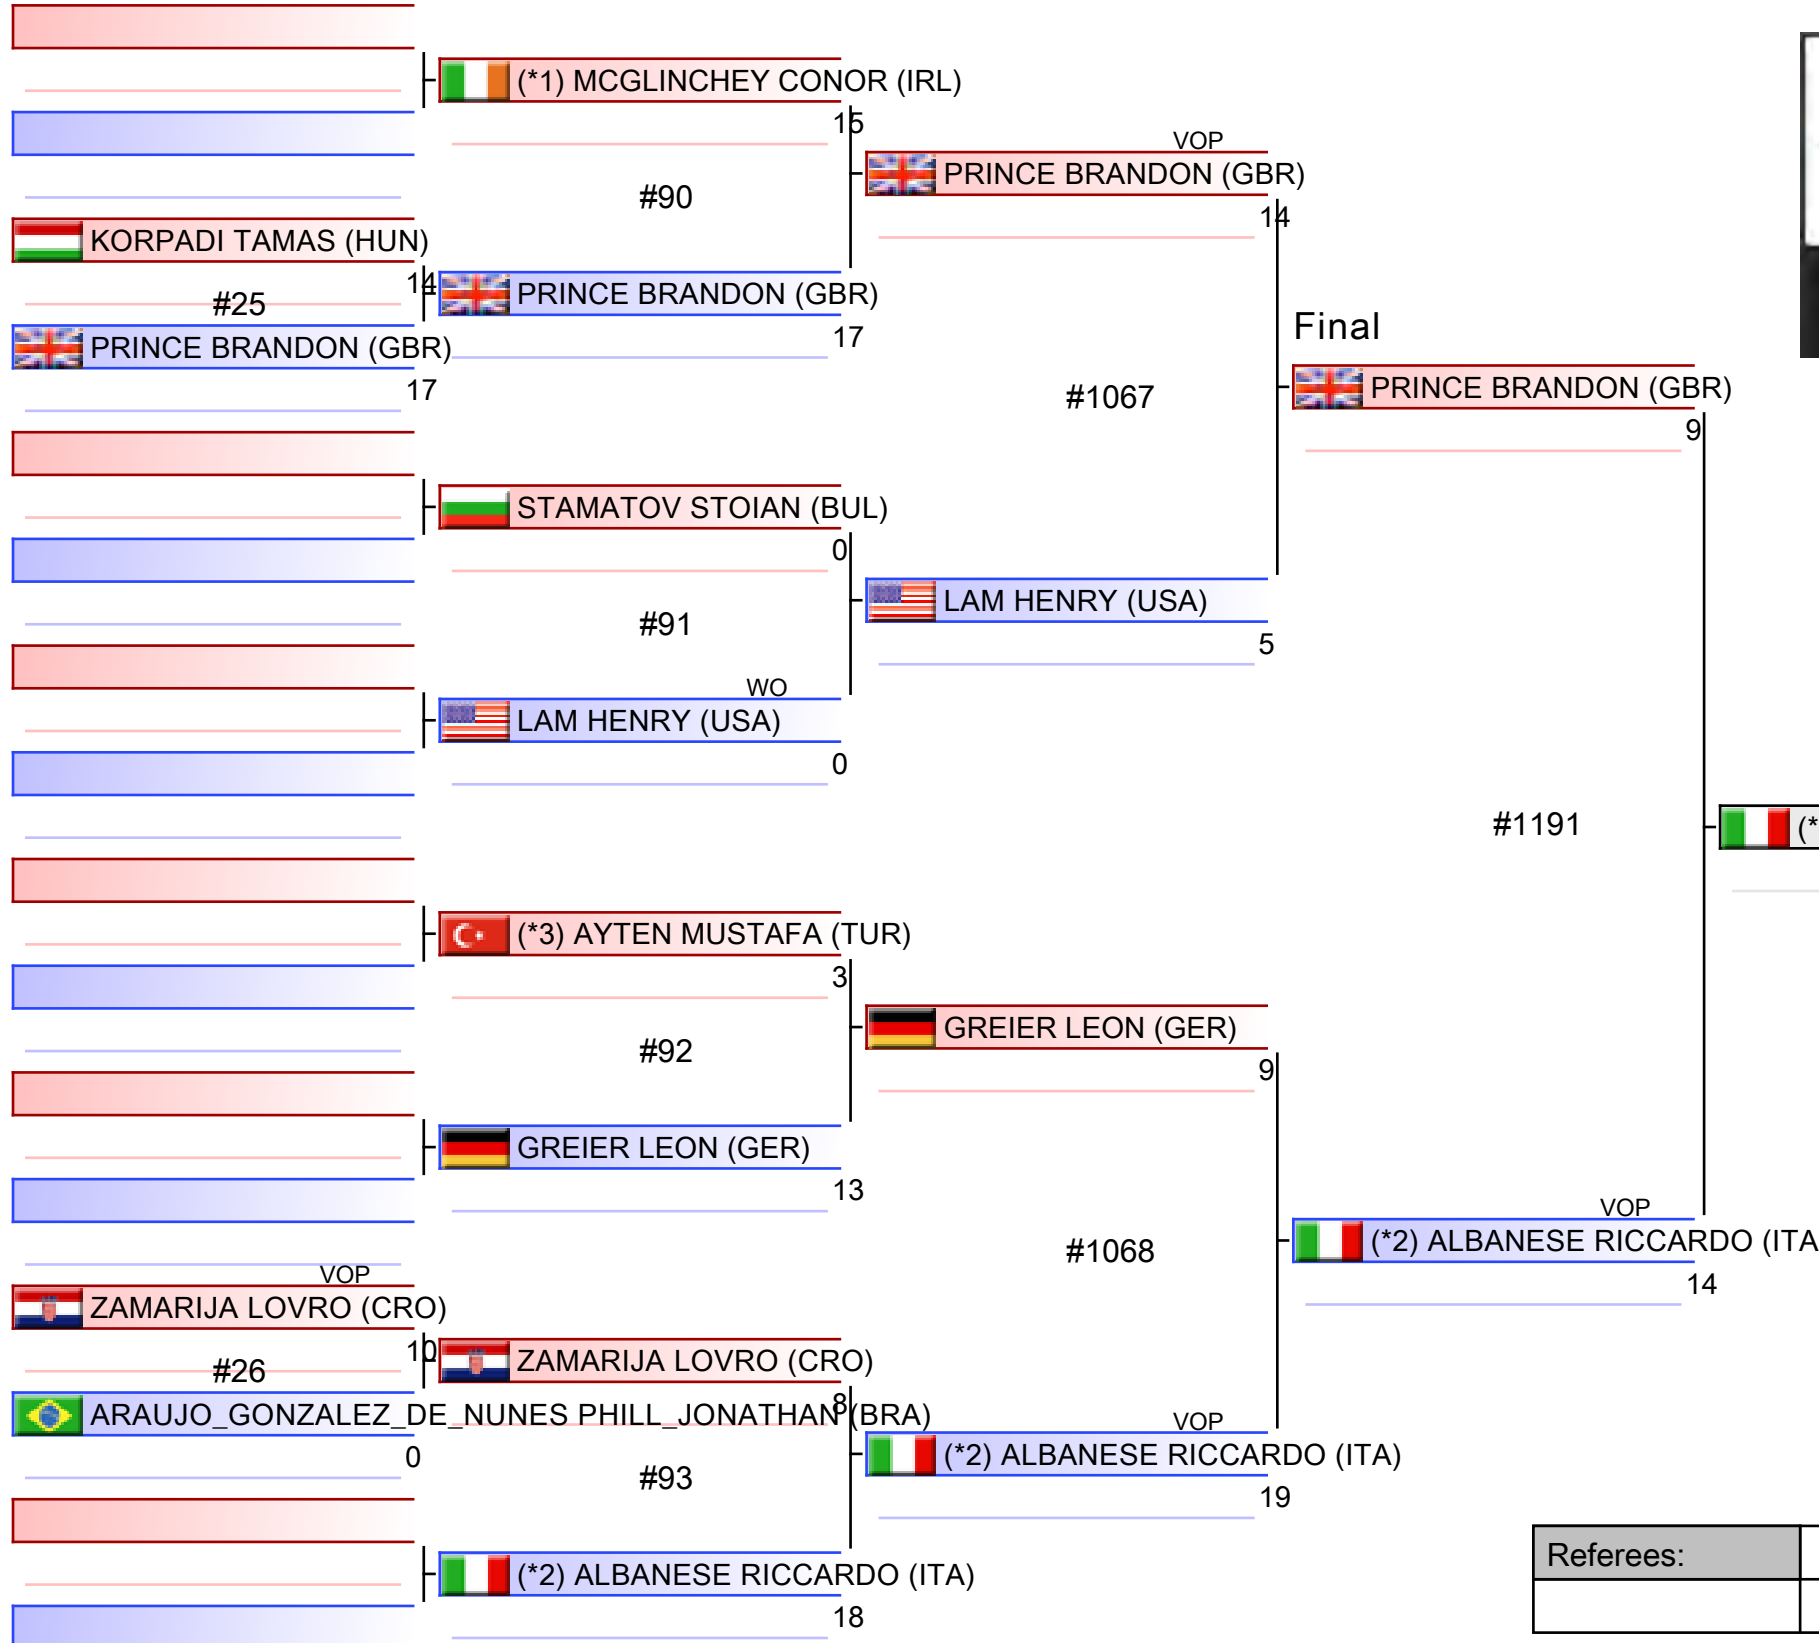 (*1) MCGLINCHEY CONOR (IRL)
15
VOP
PRINCE BRANDON (GBR)
#90
14
KORPADI TAMAS (HUN)
14
#25
PRINCE BRANDON (GBR)
17
PRINCE BRANDON (GBR)
17
Final
#1067
PRINCE BRANDON (GBR)
9
STAMATOV STOIAN (BUL)
0
LAM HENRY (USA)
#91
5
WO
LAM HENRY (USA)
0
#1191
(*
(*3) AYTEN MUSTAFA (TUR)
3
GREIER LEON (GER)
#92
9
GREIER LEON (GER)
13
VOP
#1068
(*2) ALBANESE RICCARDO (ITA
14
VOP
ZAMARIJA LOVRO (CRO)
10
#26
ZAMARIJA LOVRO (CRO)
8
ARAUJO_GONZALEZ_DE_NUNES PHILL_JONATHAN (BRA)
0
VOP
(*2) ALBANESE RICCARDO (ITA)
#93
19
Referees:
(*2) ALBANESE RICCARDO (ITA)
18